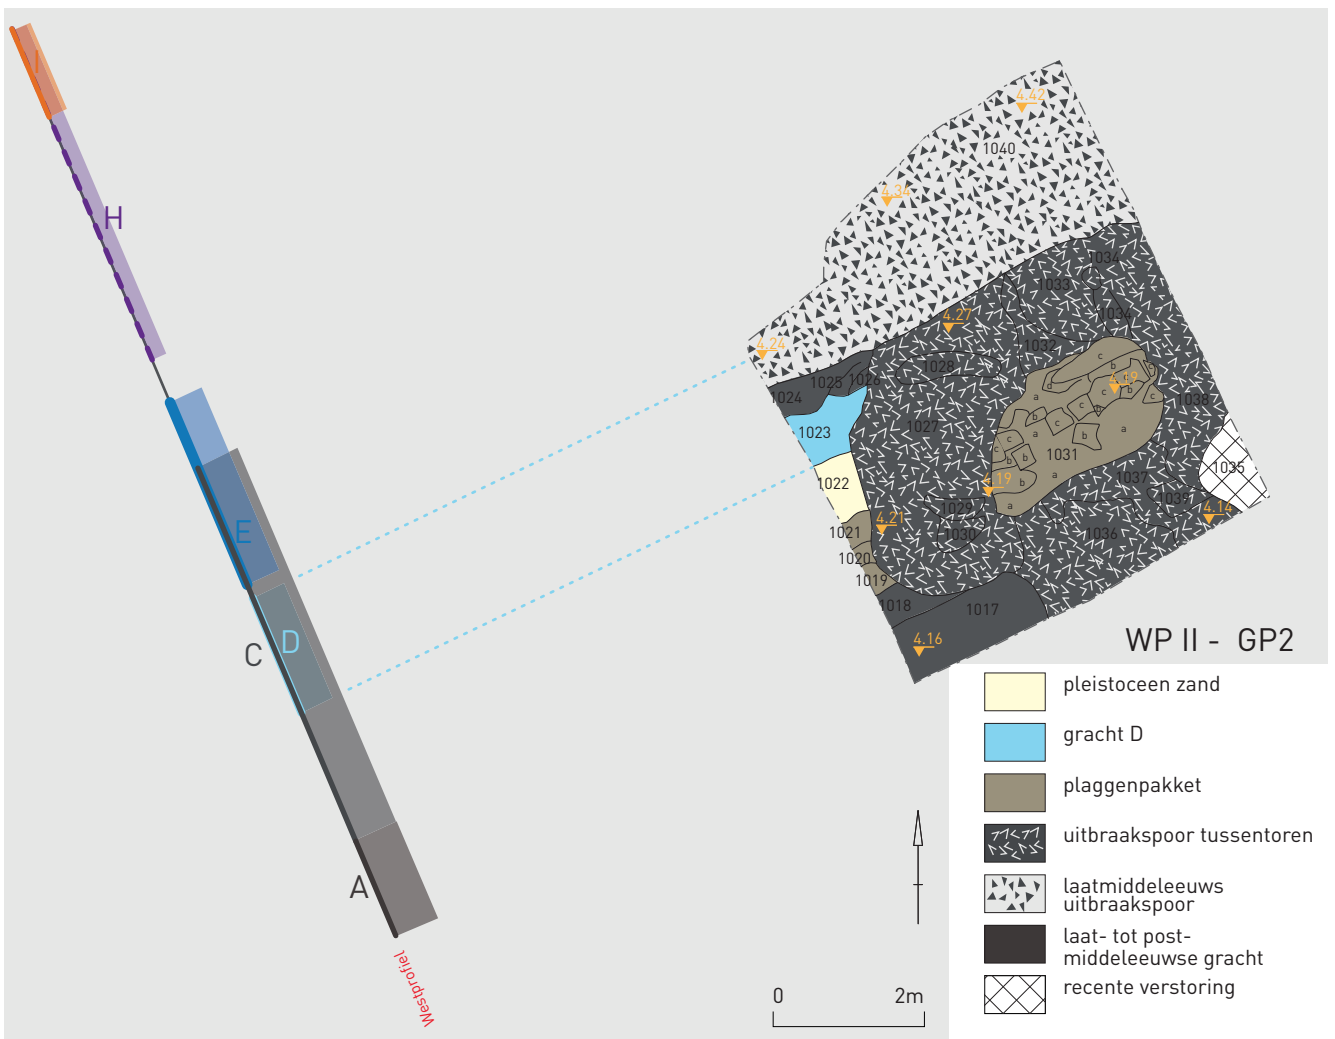 I
H
E
D
C
A
Westprofiel
4.42
1040
4.34
1034
1033
1034
4.27
4.24
1032
1025
1026
1028
1024
c
b
c
d
4.19
c
b
a
c
1038
c
b
1023
1027
b
c
a
b
a
c
c
1031
b
b
1035
1022
a
4.19
b
1037
1039
1029
a
4.14
4.21
1021
1030
1036
1020
1019
1018
1017
4.16
WP II - GP2
pleistoceen zand
gracht D
plaggenpakket
uitbraakspoor tussentoren
laatmiddeleeuws
uitbraakspoor
laat- tot post-
middeleeuwse gracht
recente verstoring
0 2m